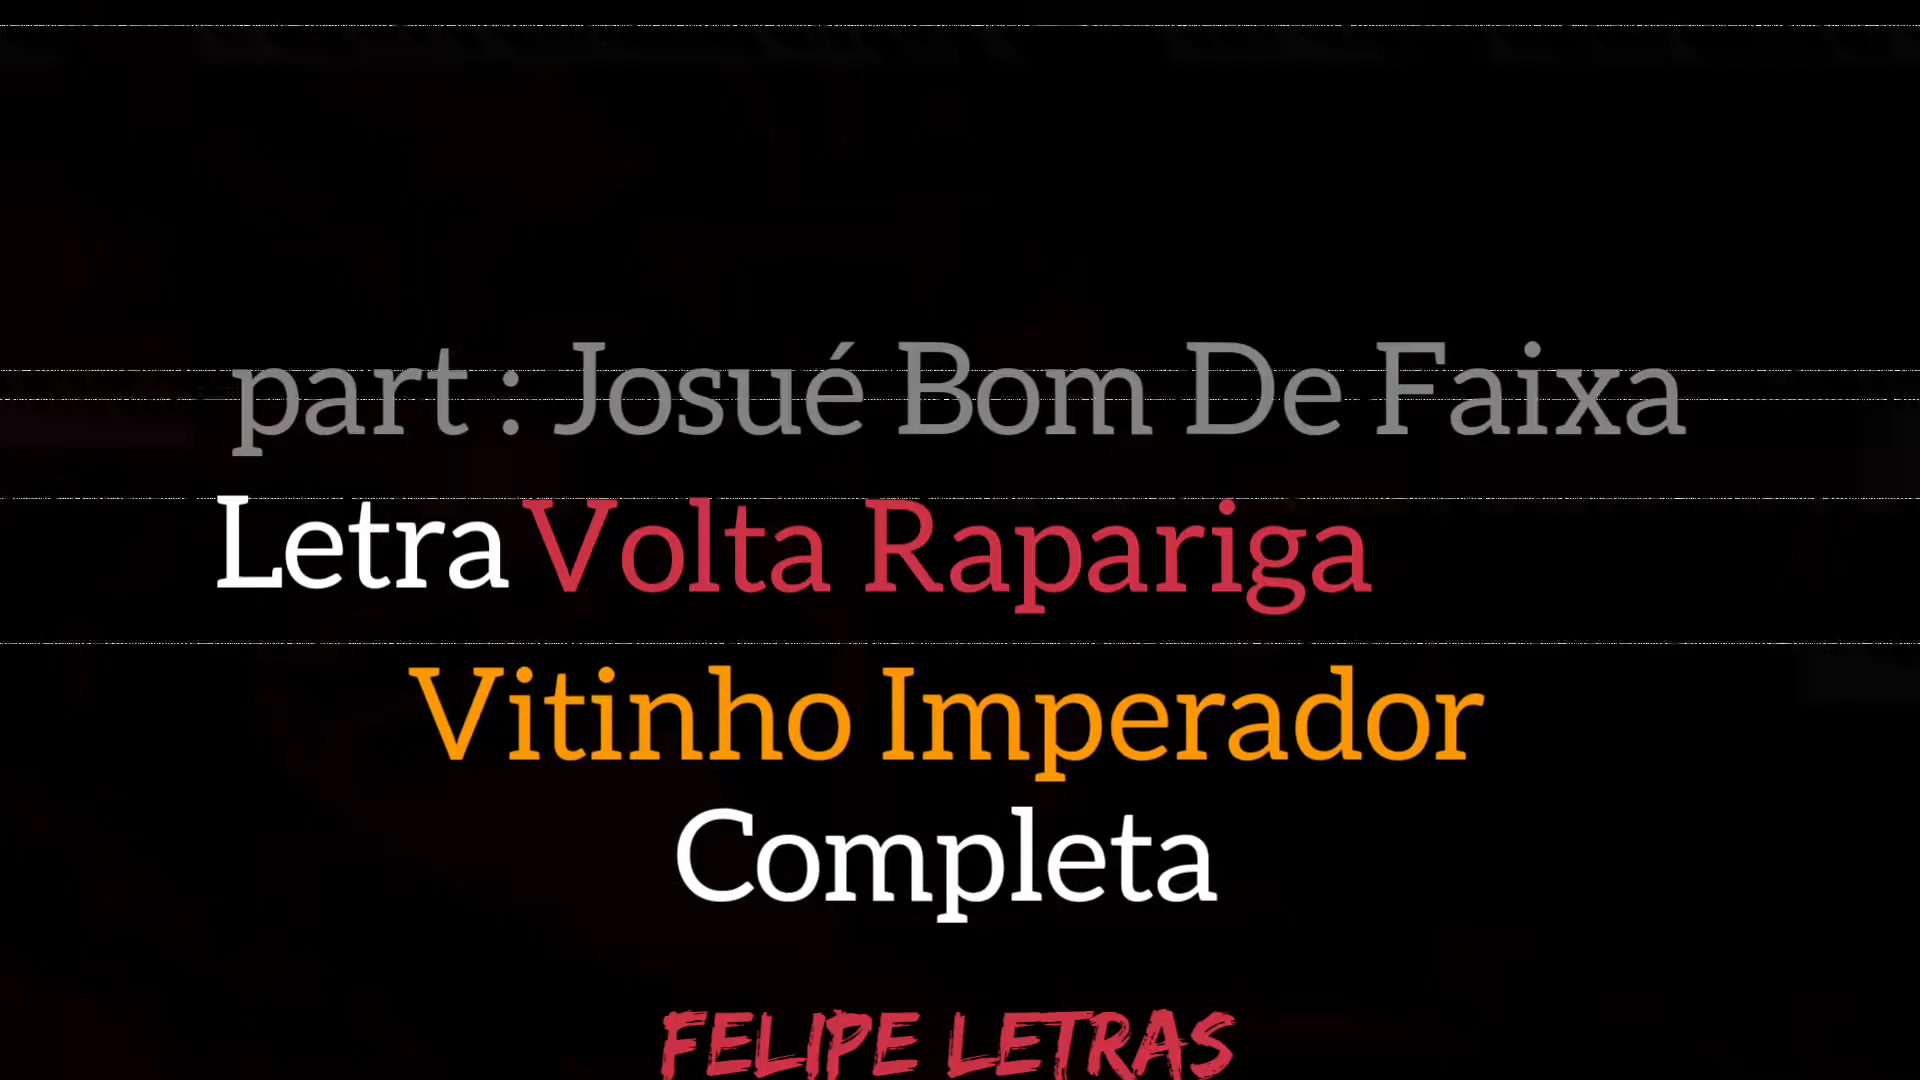 part : Josué Bom De Faixa
Letra Volta Rapariga
Vitinho Imperador
Completa
FELIPE LETRAS